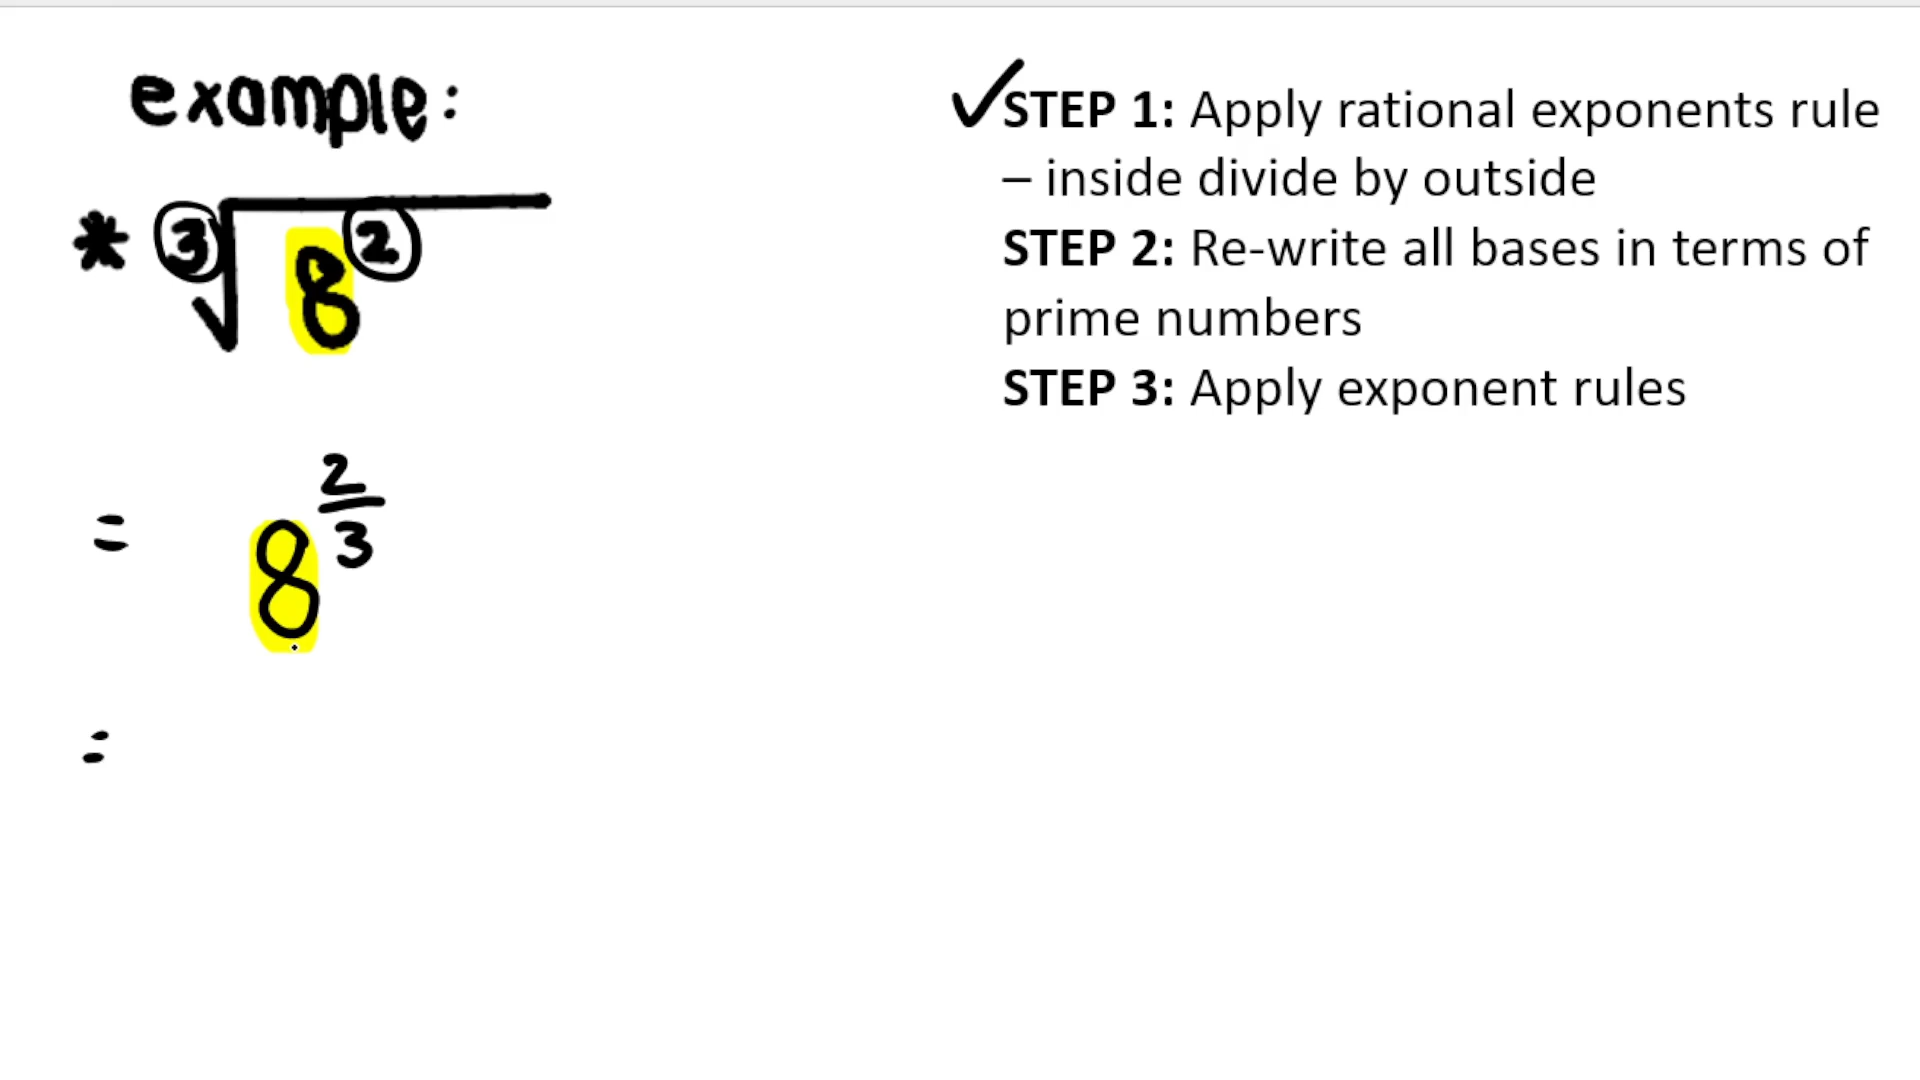 example:
* ∛8²
= 8^(2/3)
=
✓STEP 1: Apply rational exponents rule
– inside divide by outside
STEP 2: Re-write all bases in terms of
prime numbers
STEP 3: Apply exponent rules